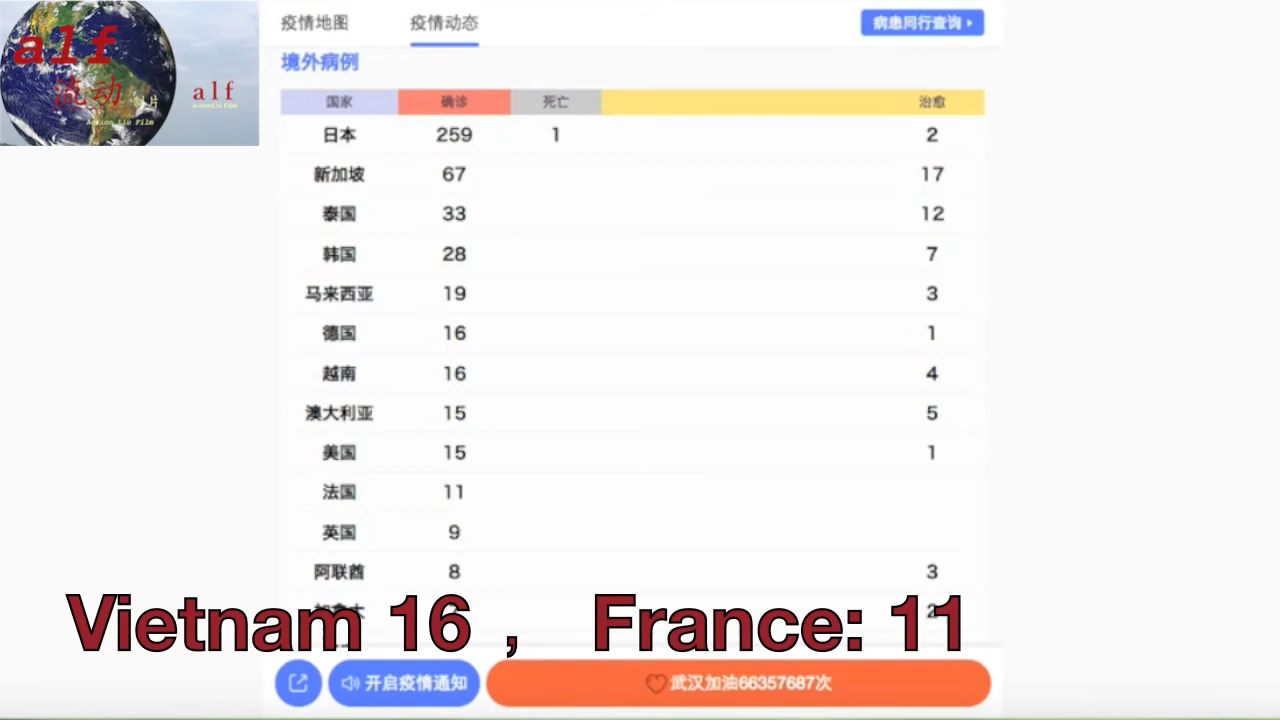 疫情地图 疫情动态 病患同行查询
境外病例
国家 确诊 死亡 治愈
日本 259 1 2
新加坡 67 17
泰国 33 12
韩国 28 7
马来西亚 19 3
德国 16 1
越南 16 4
澳大利亚 15 5
美国 15 1
法国 11
英国 9
阿联酋 8 3
Vietnam 16 , France: 11
开启疫情通知 武汉加油66357687次
alf
流动 片
Action Liu Film
alf